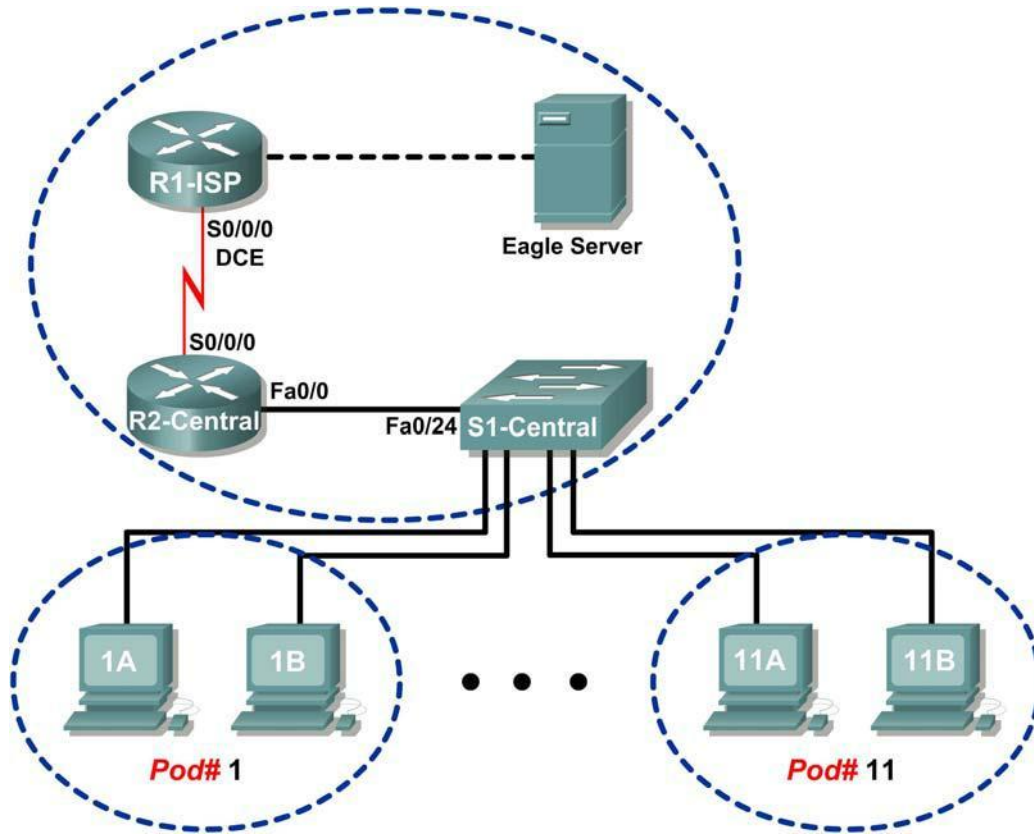 R1-ISP
S0/0/0
DCE
Eagle Server
S0/0/0
R2-Central
Fa0/0
Fa0/24
S1-Central
1A
1B
11A
11B
Pod# 1
Pod# 11